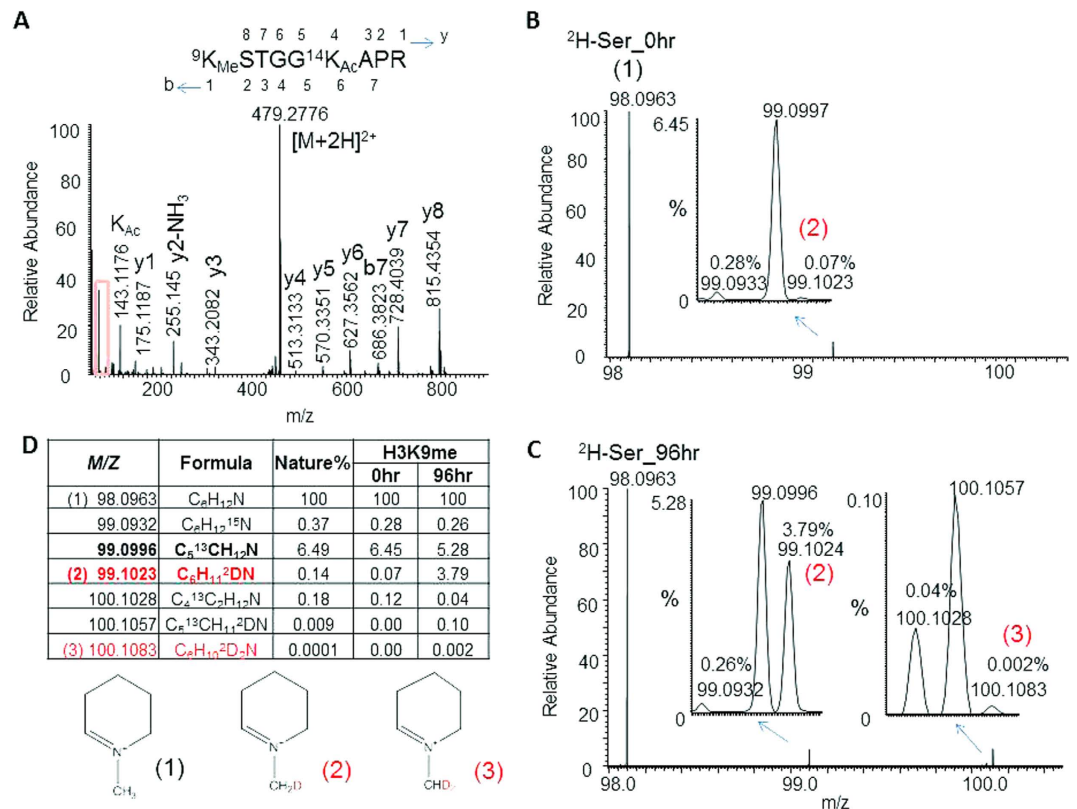 A
8 7 6 5 4 3 2 1 y
⁹K_MeSTGG¹⁴K_AcAPR
b 1 2 3 4 5 6 7
479.2776
[M+2H]²⁺
100
80
60
40
20
0
Relative Abundance
K_Ac
143.1176
y1
175.1187
y2-NH₃
255.145
y3
343.2082
y4
513.3133
y5
570.3351
y6
627.3562
b7
686.3823
y7
728.4039
y8
815.4354
200 400 600 800
m/z
B
²H-Ser_0hr
(1)
98.0963
100
80
60
40
20
0
Relative Abundance
6.45
%
0
99.0997
(2)
0.28%
99.0933
0.07%
99.1023
98 99 100
D
M/Z Formula Nature% H3K9me
0hr 96hr
(1) 98.0963 C₆H₁₂N 100 100 100
99.0932 C₆H₁₂¹⁵N 0.37 0.28 0.26
99.0996 C₅¹³CH₁₂N 6.49 6.45 5.28
(2) 99.1023 C₆H₁₁²DN 0.14 0.07 3.79
100.1028 C₄¹³C₂H₁₂N 0.18 0.12 0.04
100.1057 C₅¹³CH₁₁²DN 0.009 0.00 0.10
(3) 100.1083 C₆H₁₀²D₂N 0.0001 0.00 0.002
N⁺
CH₃
(1)
N⁺
CH₂D
(2)
N⁺
CHD₂
(3)
C
²H-Ser_96hr
98.0963
100
80
60
40
20
0
Relative Abundance
5.28
%
0
99.0996
3.79%
99.1024
(2)
0.26%
99.0932
0.10
%
0
100.1057
0.04%
100.1028
(3)
0.002%
100.1083
98.0 99.0 100.0
m/z